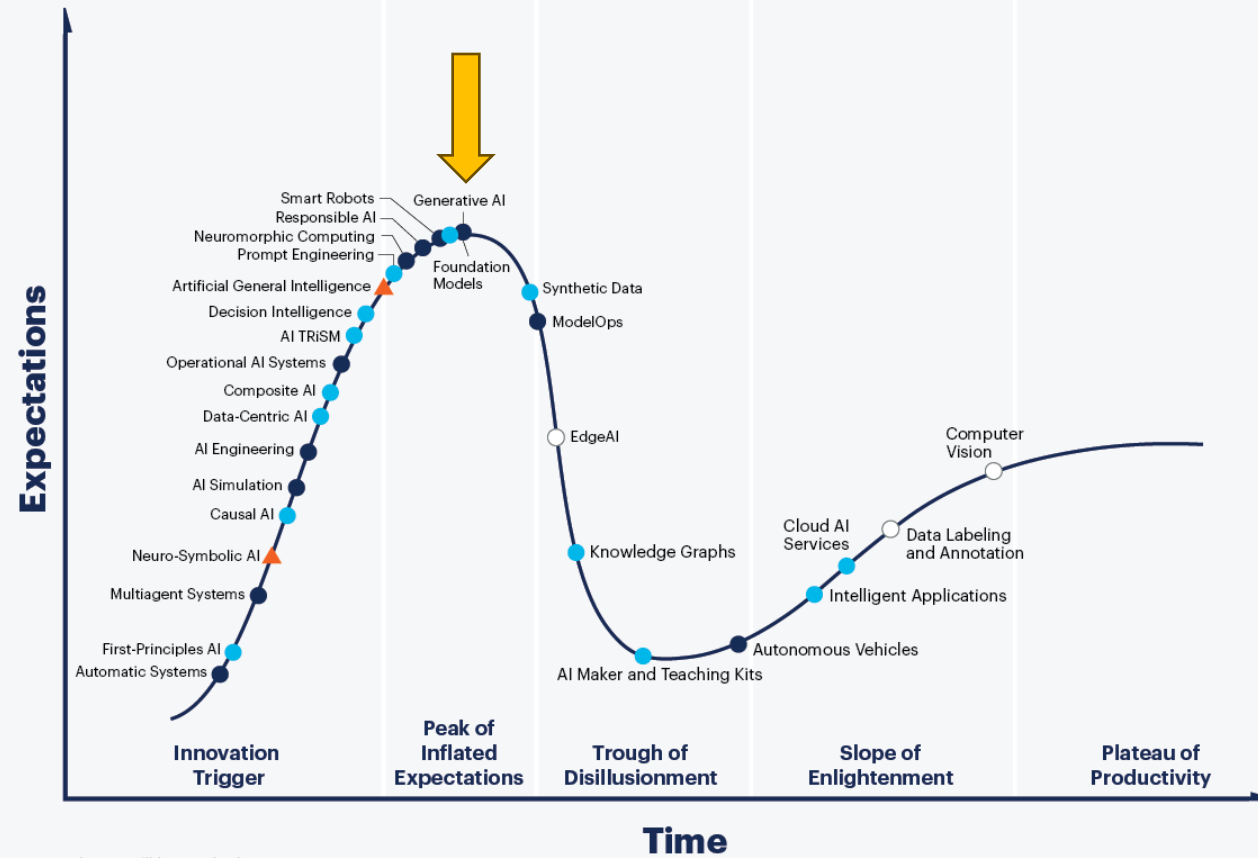 Expectations
Smart Robots
Responsible AI
Neuromorphic Computing
Prompt Engineering
Artificial General Intelligence
Decision Intelligence
AI TRiSM
Operational AI Systems
Composite AI
Data-Centric AI
AI Engineering
AI Simulation
Causal AI
Neuro-Symbolic AI
Multiagent Systems
First-Principles AI
Automatic Systems
Generative AI
Foundation
Models
Synthetic Data
ModelOps
EdgeAI
Knowledge Graphs
AI Maker and Teaching Kits
Autonomous Vehicles
Intelligent Applications
Cloud AI
Services
Data Labeling
and Annotation
Computer
Vision
Innovation
Trigger
Peak of
Inflated
Expectations
Trough of
Disillusionment
Slope of
Enlightenment
Plateau of
Productivity
Time